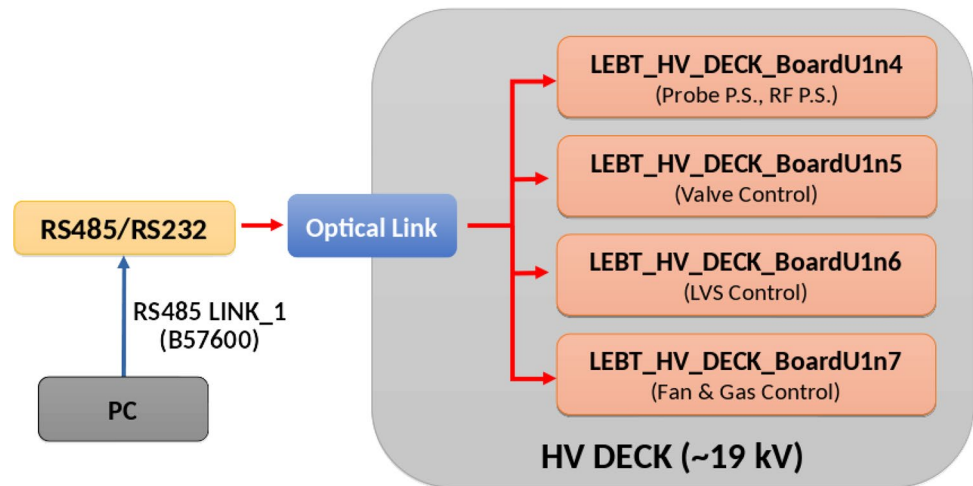 LEBT_HV_DECK_BoardU1n4
(Probe P.S., RF P.S.)
LEBT_HV_DECK_BoardU1n5
(Valve Control)
RS485/RS232
Optical Link
LEBT_HV_DECK_BoardU1n6
(LVS Control)
RS485 LINK_1
(B57600)
LEBT_HV_DECK_BoardU1n7
(Fan & Gas Control)
PC
HV DECK (~19 kV)